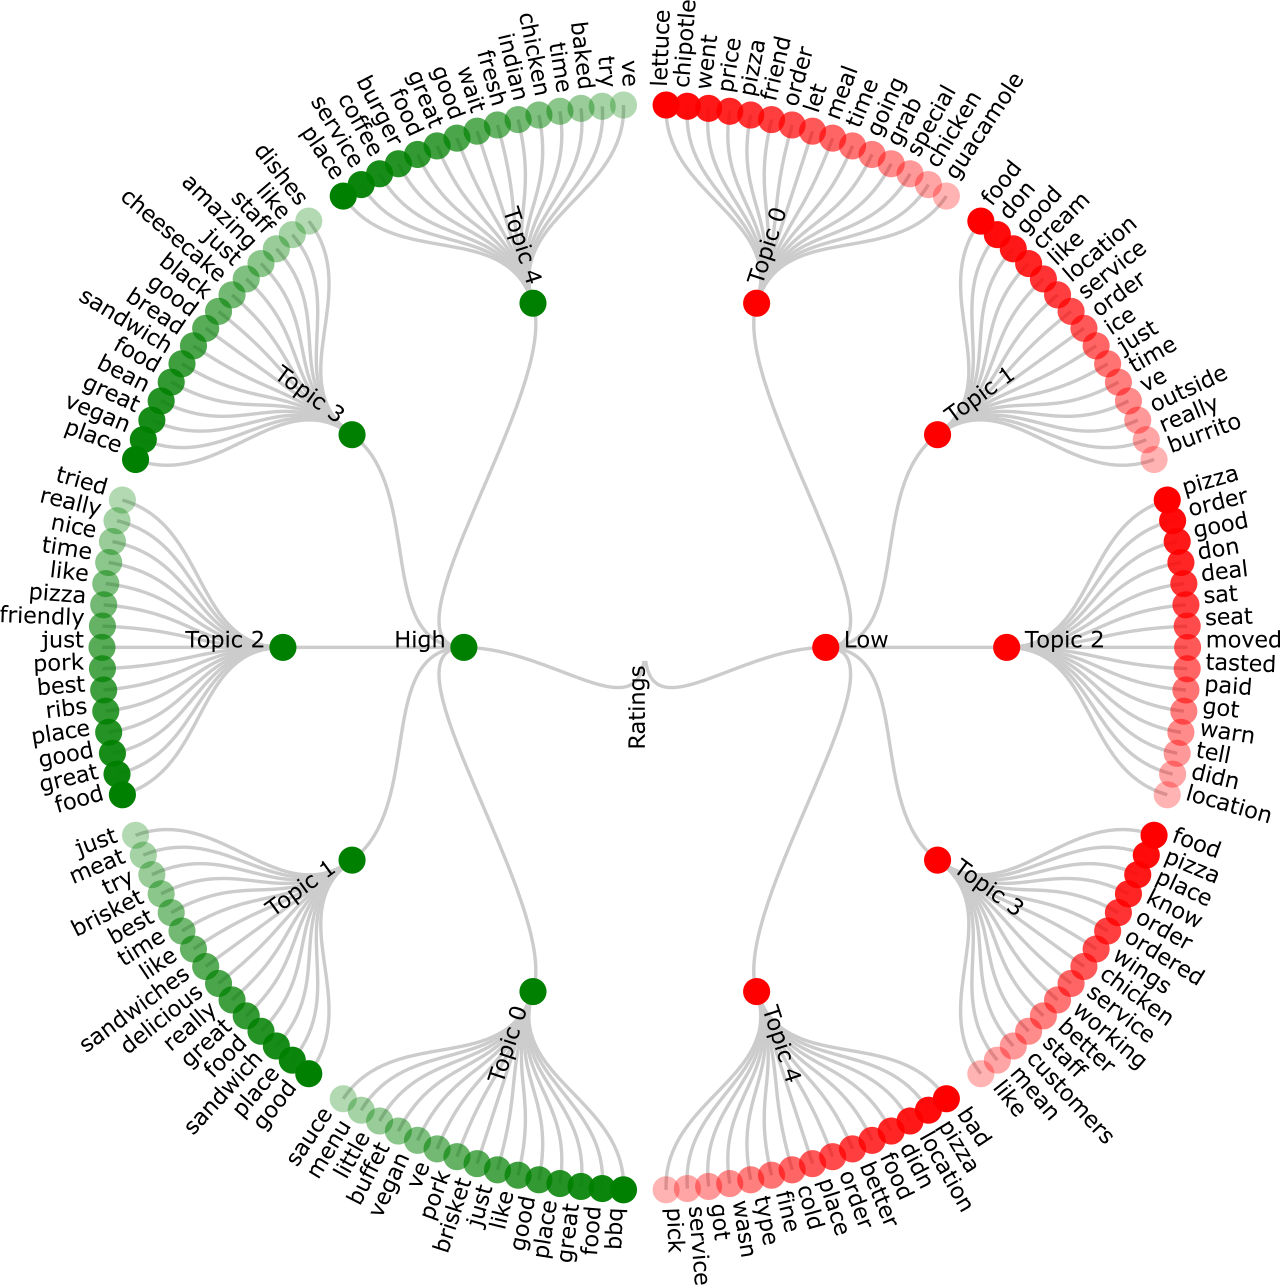 Ratings
Low
Topic 0
lettuce
chipotle
went
price
pizza
friend
order
let
meal
time
going
grab
special
chicken
guacamole
Topic 1
food
don
good
cream
like
location
service
order
ice
just
time
ve
outside
really
burrito
Topic 2
pizza
order
good
don
deal
sat
seat
moved
tasted
paid
got
warn
tell
didn
location
Topic 3
food
pizza
place
know
order
ordered
wings
chicken
service
working
better
staff
customers
mean
like
Topic 4
bad
pizza
location
didn
food
better
order
place
cold
fine
type
wasn
got
service
pick
High
Topic 0
bbq
food
great
place
good
like
just
brisket
pork
ve
vegan
buffet
little
menu
sauce
Topic 1
good
place
sandwich
food
great
really
delicious
sandwiches
like
time
best
brisket
try
meat
just
Topic 2
food
great
good
place
ribs
best
pork
just
friendly
pizza
like
time
nice
really
tried
Topic 3
place
vegan
great
bean
food
sandwich
bread
good
black
cheesecake
just
amazing
staff
like
dishes
Topic 4
place
service
coffee
burger
food
great
good
wait
fresh
indian
chicken
time
baked
try
ve